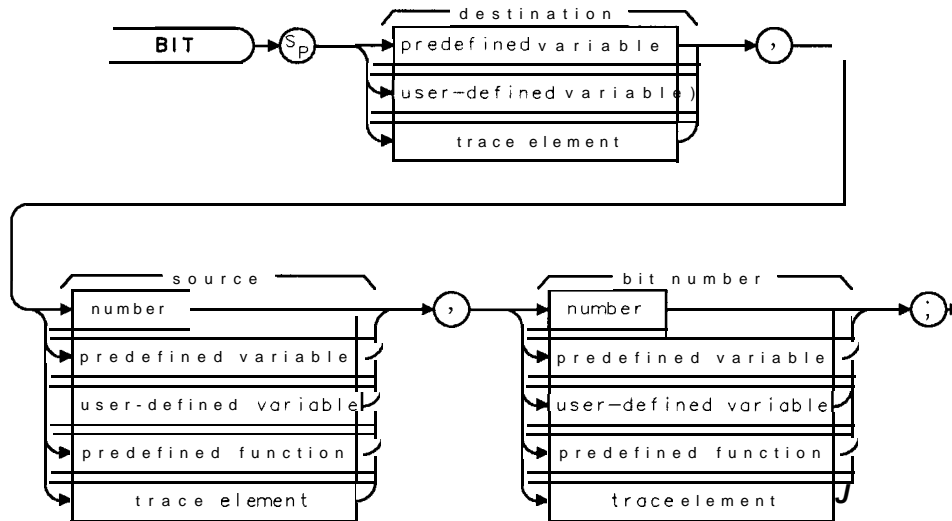 destination
BIT
SP
predefined variable
,
user-defined variable)
trace element
source
bit number
number
,
number
;
predefined variable
predefined variable
user-defined variable
user-defined variable
predefined function
predefined function
trace element
trace element